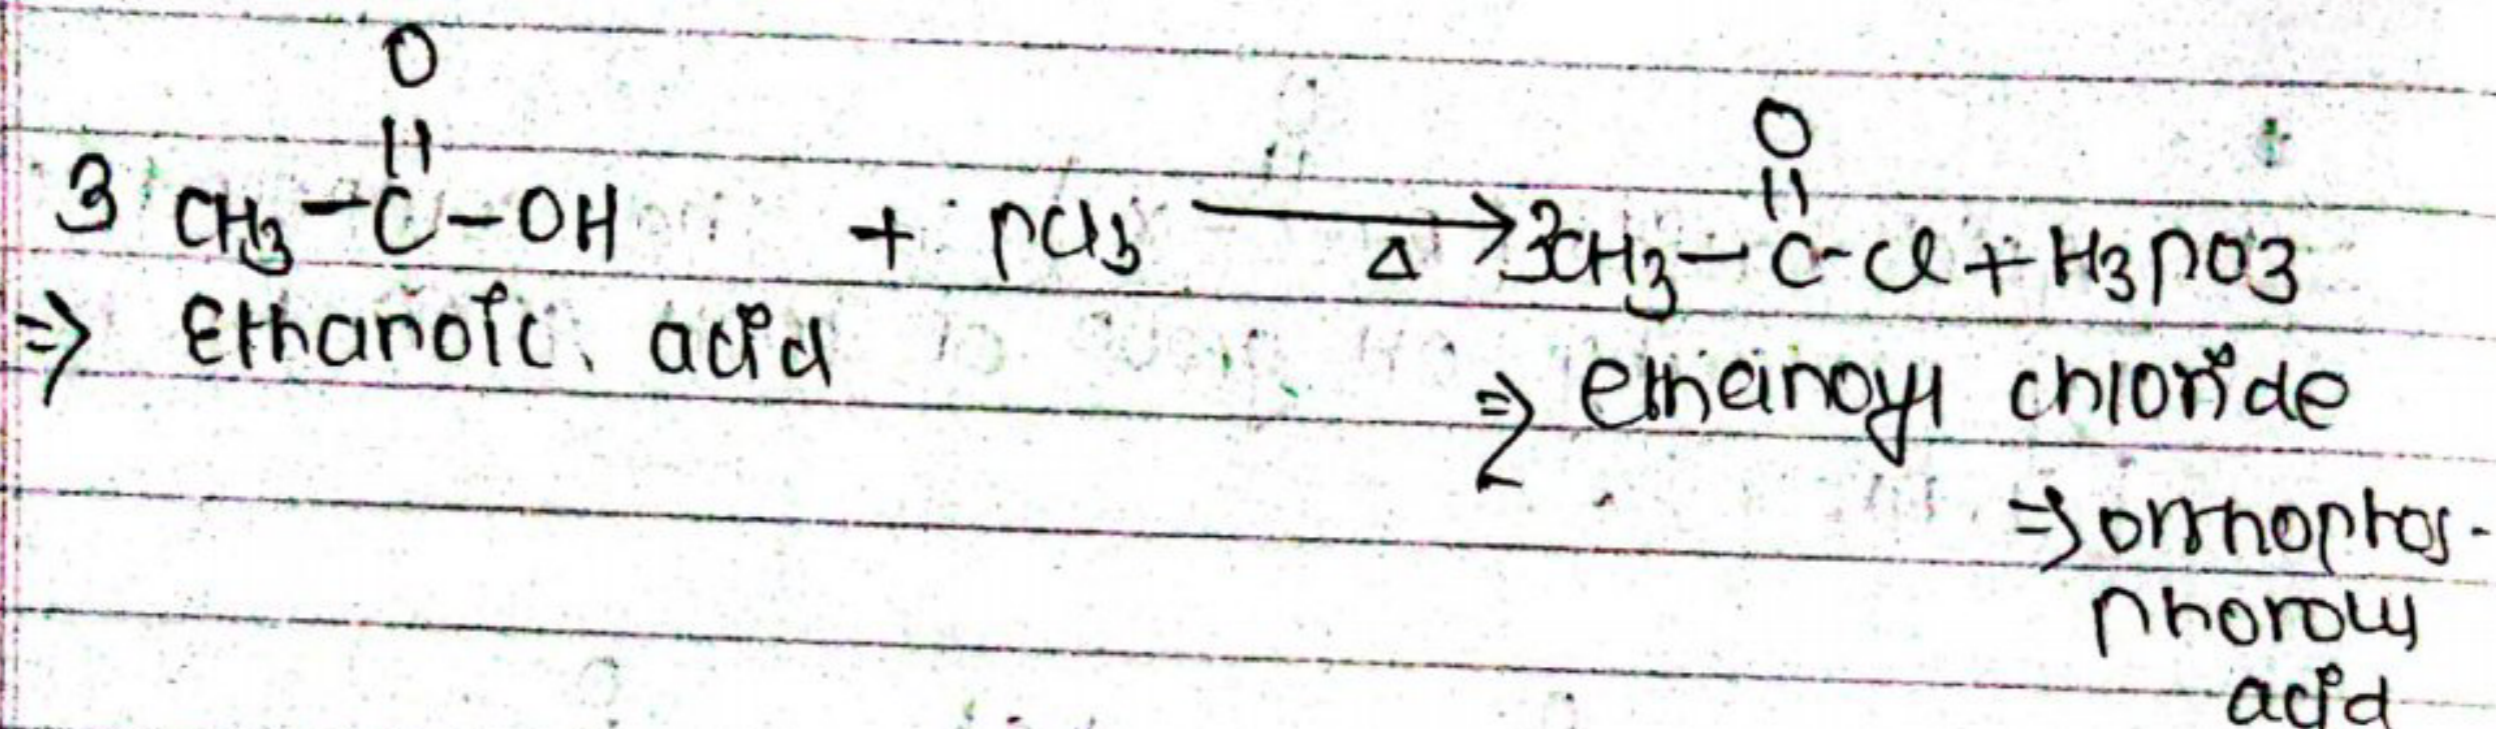 O O
|| ||
3 CH3-C-OH + PCl3 ⟶ 3CH3-C-Cl + H3PO3
Δ
⇒ Ethanoic acid
⇒ ethanoyl chloride
⇒ orthophos-
phorous
acid